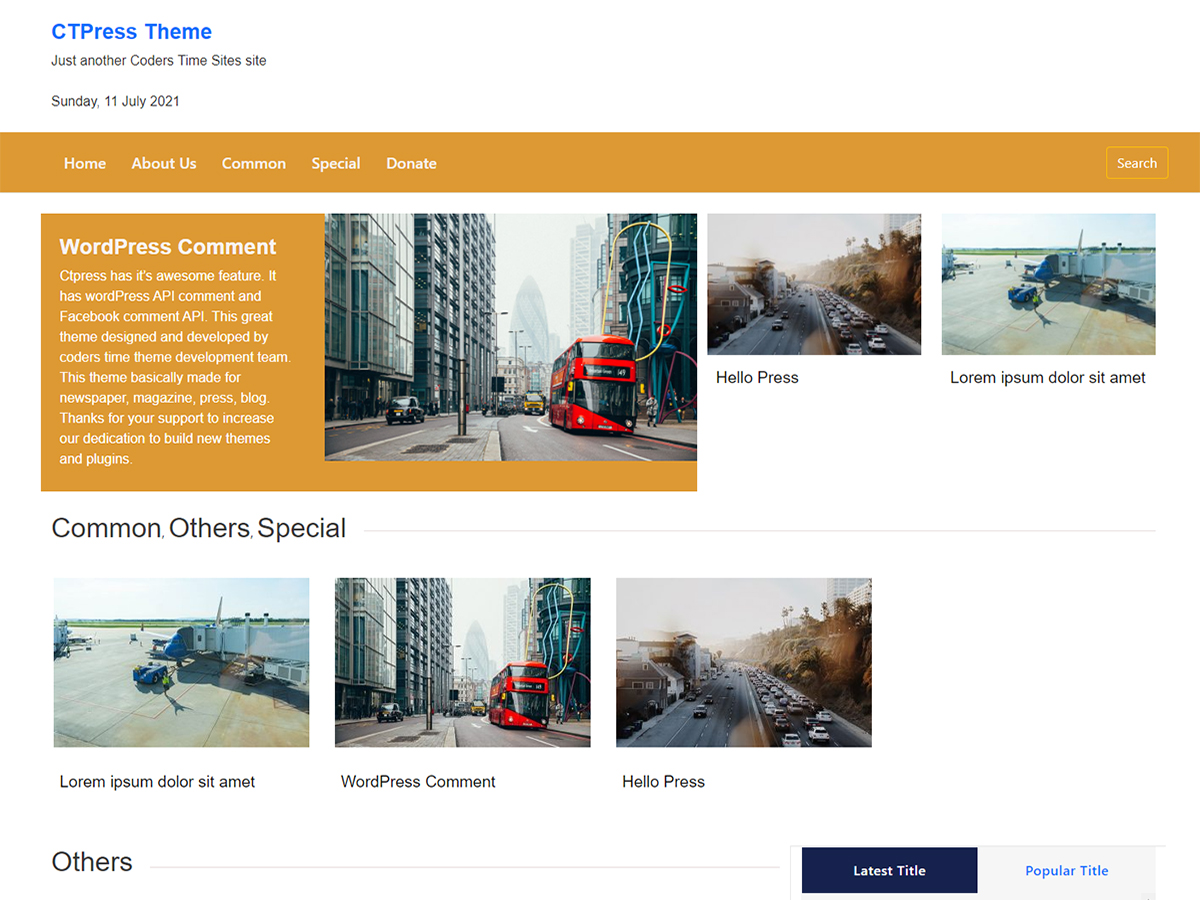 CTPress Theme
Just another Coders Time Sites site
Sunday, 11 July 2021
Home About Us Common Special Donate Search
WordPress Comment
Ctpress has it's awesome feature. It
has wordPress API comment and
Facebook comment API. This great
theme designed and developed by
coders time theme development team.
This theme basically made for
newspaper, magazine, press, blog.
Thanks for your support to increase
our dedication to build new themes
and plugins.
149
Hello Press
Lorem ipsum dolor sit amet
Common, Others, Special
Lorem ipsum dolor sit amet
WordPress Comment
Hello Press
Others
Latest Title
Popular Title